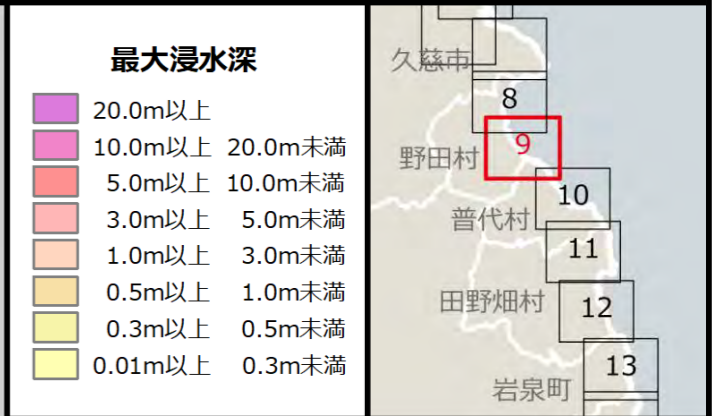 最大浸水深
20.0m以上
10.0m以上 20.0m未満
5.0m以上 10.0m未満
3.0m以上 5.0m未満
1.0m以上 3.0m未満
0.5m以上 1.0m未満
0.3m以上 0.5m未満
0.01m以上 0.3m未満
久慈市
8
9
野田村
10
普代村
11
田野畑村
12
13
岩泉町